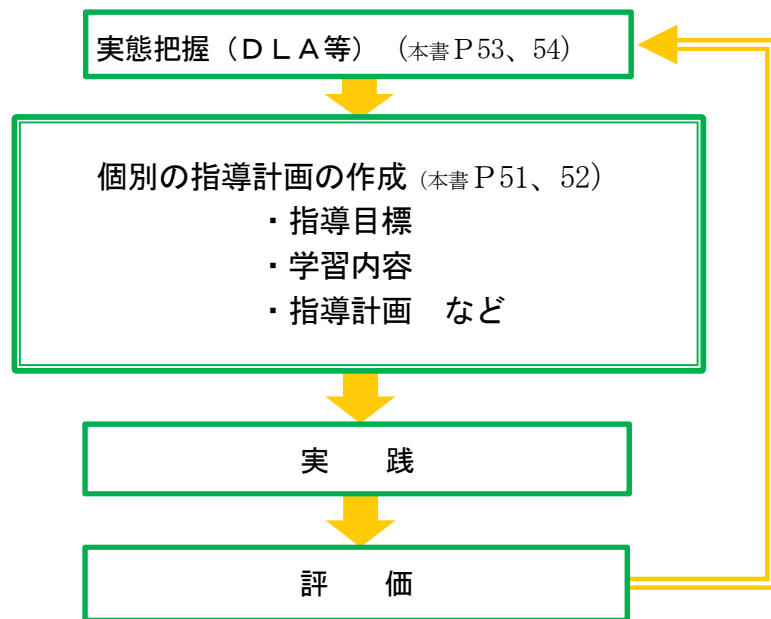 実態把握（ＤＬＡ等）（本書Ｐ53、54）
個別の指導計画の作成（本書Ｐ51、52）
・指導目標
・学習内容
・指導計画　など
実　　践
評　　価